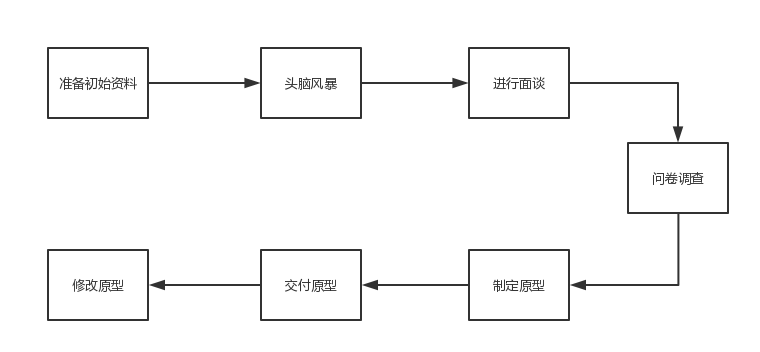 准备初始资料
头脑风暴
进行面谈
问卷调查
制定原型
交付原型
修改原型